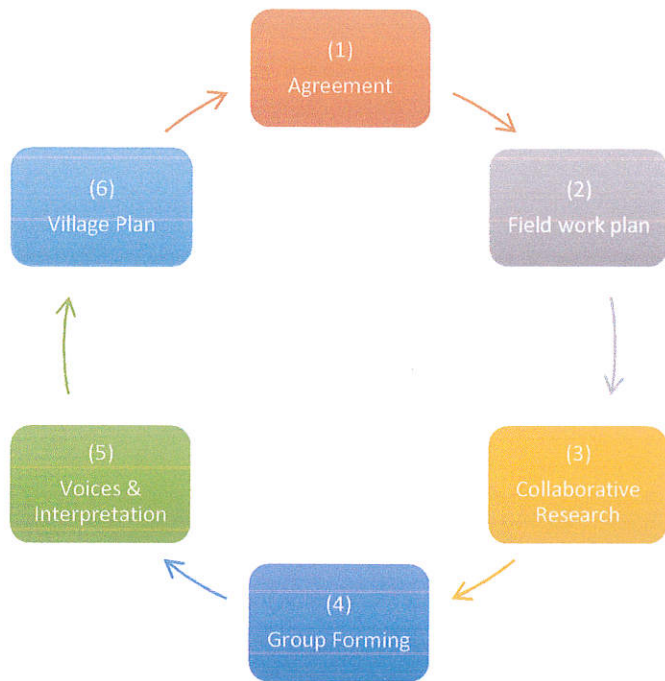 (1)
Agreement
(2)
Field work plan
(3)
Collaborative
Research
(4)
Group Forming
(5)
Voices &
Interpretation
(6)
Village Plan